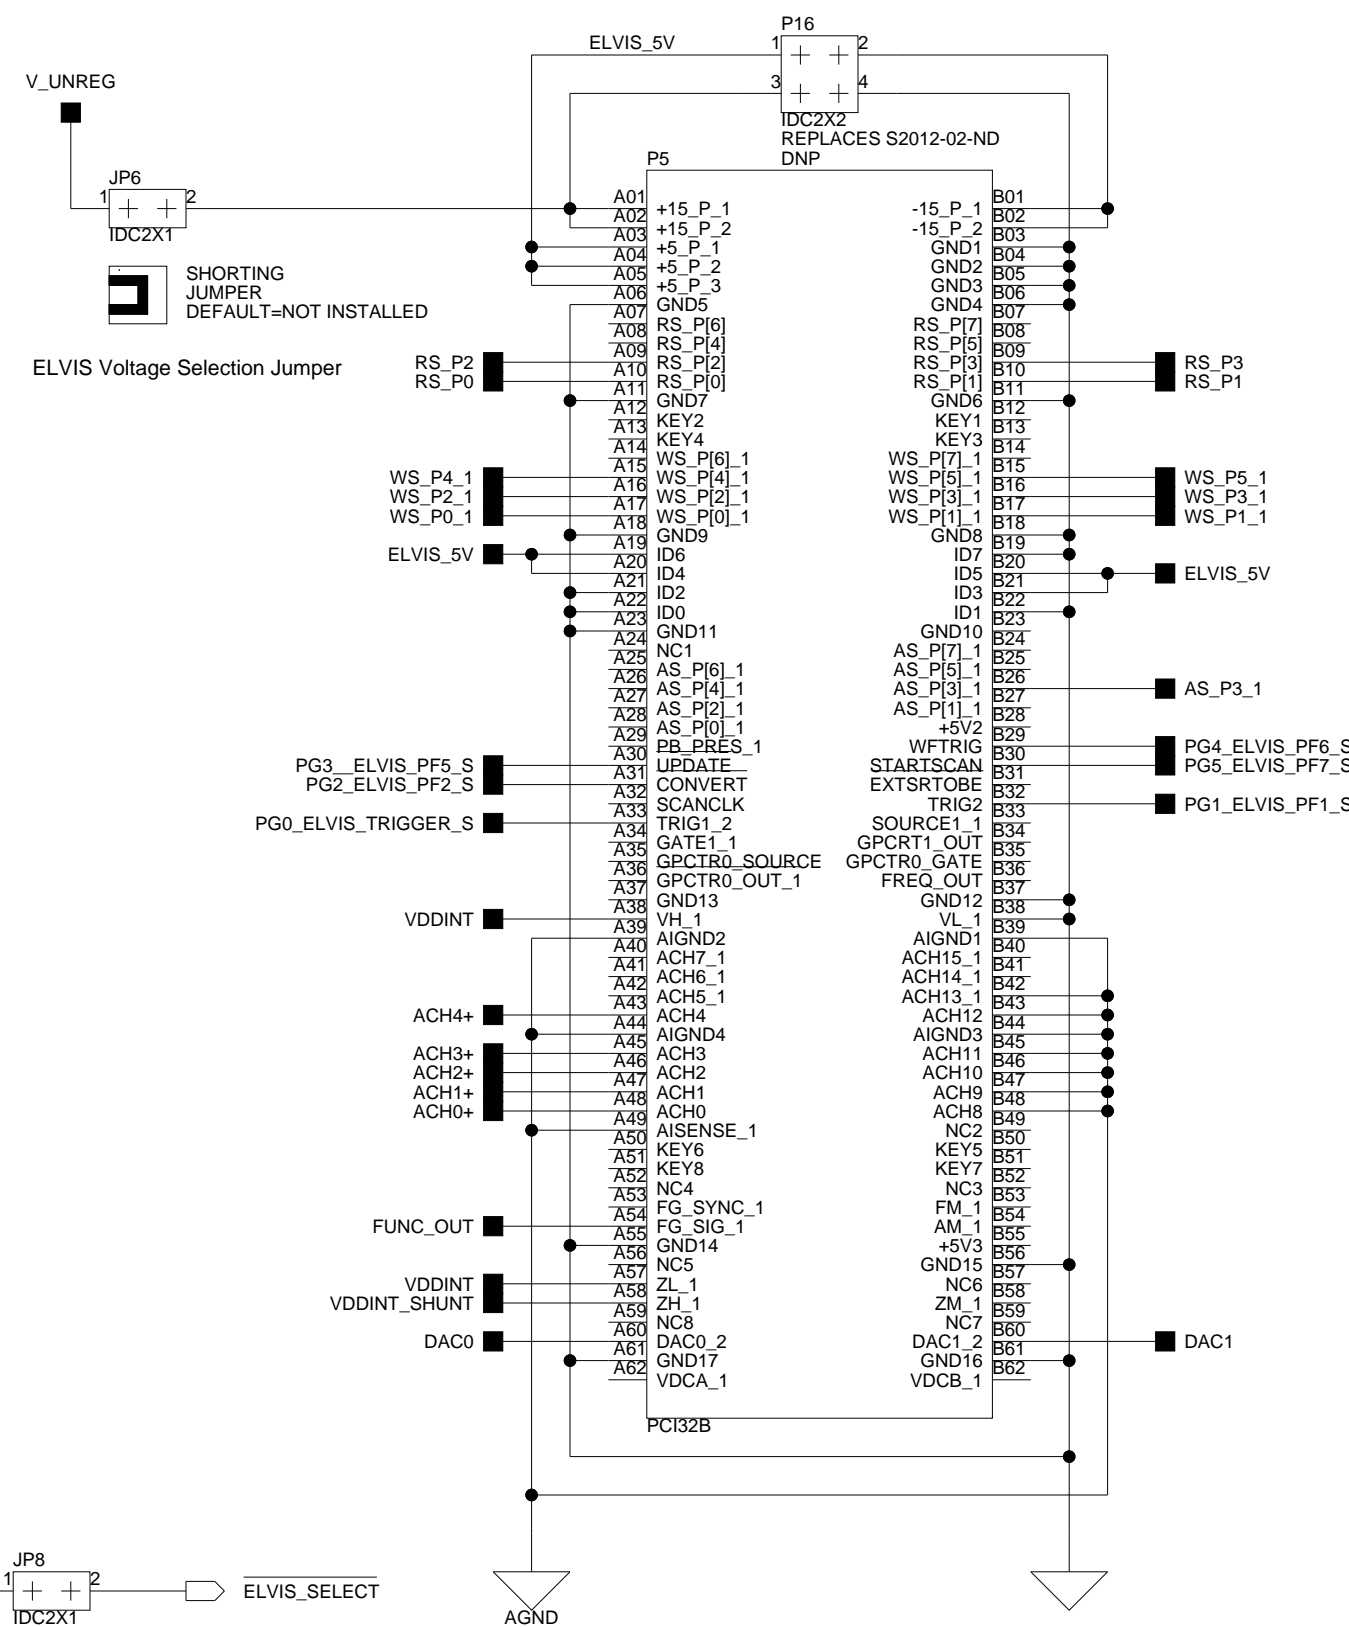 P16
ELVIS_5V
1
2
3
4
IDC2X2
REPLACES S2012-02-ND
DNP
V_UNREG
JP6
1
2
IDC2X1
SHORTING
JUMPER
DEFAULT=NOT INSTALLED
ELVIS Voltage Selection Jumper
P5
A01 +15_P_1 -15_P_1 B01
A02 +15_P_2 -15_P_2 B02
A03 +5_P_1 GND1 B03
A04 +5_P_2 GND2 B04
A05 +5_P_3 GND3 B05
A06 GND5 GND4 B06
A07 RS_P[6] RS_P[7] B07
A08 RS_P[4] RS_P[5] B08
RS_P2 A09 RS_P[2] RS_P[3] B09 RS_P3
RS_P0 A10 RS_P[0] RS_P[1] B10 RS_P1
A11 GND7 GND6 B11
A12 KEY2 KEY1 B12
A13 KEY4 KEY3 B13
A14 WS_P[6]_1 WS_P[7]_1 B14
WS_P4_1 A15 WS_P[4]_1 WS_P[5]_1 B15 WS_P5_1
WS_P2_1 A16 WS_P[2]_1 WS_P[3]_1 B16 WS_P3_1
WS_P0_1 A17 WS_P[0]_1 WS_P[1]_1 B17 WS_P1_1
A18 GND9 GND8 B18
ELVIS_5V A19 ID6 ID7 B19
A20 ID4 ID5 B20 ELVIS_5V
A21 ID2 ID3 B21
A22 ID0 ID1 B22
A23 GND11 GND10 B23
A24 NC1 AS_P[7]_1 B24
A25 AS_P[6]_1 AS_P[5]_1 B25
A26 AS_P[4]_1 AS_P[3]_1 B26 AS_P3_1
A27 AS_P[2]_1 AS_P[1]_1 B27
A28 AS_P[0]_1 +5V2 B28
A29 PB_PRES_1 WFTRIG B29 PG4_ELVIS_PF6_S
PG3__ELVIS_PF5_S A30 UPDATE STARTSCAN B30 PG5_ELVIS_PF7_S
PG2_ELVIS_PF2_S A31 CONVERT EXTSRTOBE B31
A32 SCANCLK TRIG2 B32 PG1_ELVIS_PF1_S
PG0_ELVIS_TRIGGER_S A33 TRIG1_2 SOURCE1_1 B33
A34 GATE1_1 GPCRT1_OUT B34
A35 GPCTR0_SOURCE GPCTR0_GATE B35
A36 GPCTR0_OUT_1 FREQ_OUT B36
A37 GND13 GND12 B37
VDDINT A38 VH_1 VL_1 B38
A39 AIGND2 AIGND1 B39
A40 ACH7_1 ACH15_1 B40
A41 ACH6_1 ACH14_1 B41
A42 ACH5_1 ACH13_1 B42
ACH4+ A43 ACH4 ACH12 B43
A44 AIGND4 AIGND3 B44
ACH3+ A45 ACH3 ACH11 B45
ACH2+ A46 ACH2 ACH10 B46
ACH1+ A47 ACH1 ACH9 B47
ACH0+ A48 ACH0 ACH8 B48
A49 AISENSE_1 NC2 B49
A50 KEY6 KEY5 B50
A51 KEY8 KEY7 B51
A52 NC4 NC3 B52
A53 FG_SYNC_1 FM_1 B53
FUNC_OUT A54 FG_SIG_1 AM_1 B54
A55 GND14 +5V3 B55
A56 NC5 GND15 B56
VDDINT A57 ZL_1 NC6 B57
VDDINT_SHUNT A58 ZH_1 ZM_1 B58
A59 NC8 NC7 B59
DAC0 A60 DAC0_2 DAC1_2 B60 DAC1
A61 GND17 GND16 B61
A62 VDCA_1 VDCB_1 B62
PCI32B
JP8
1
2
IDC2X1
ELVIS_SELECT
AGND